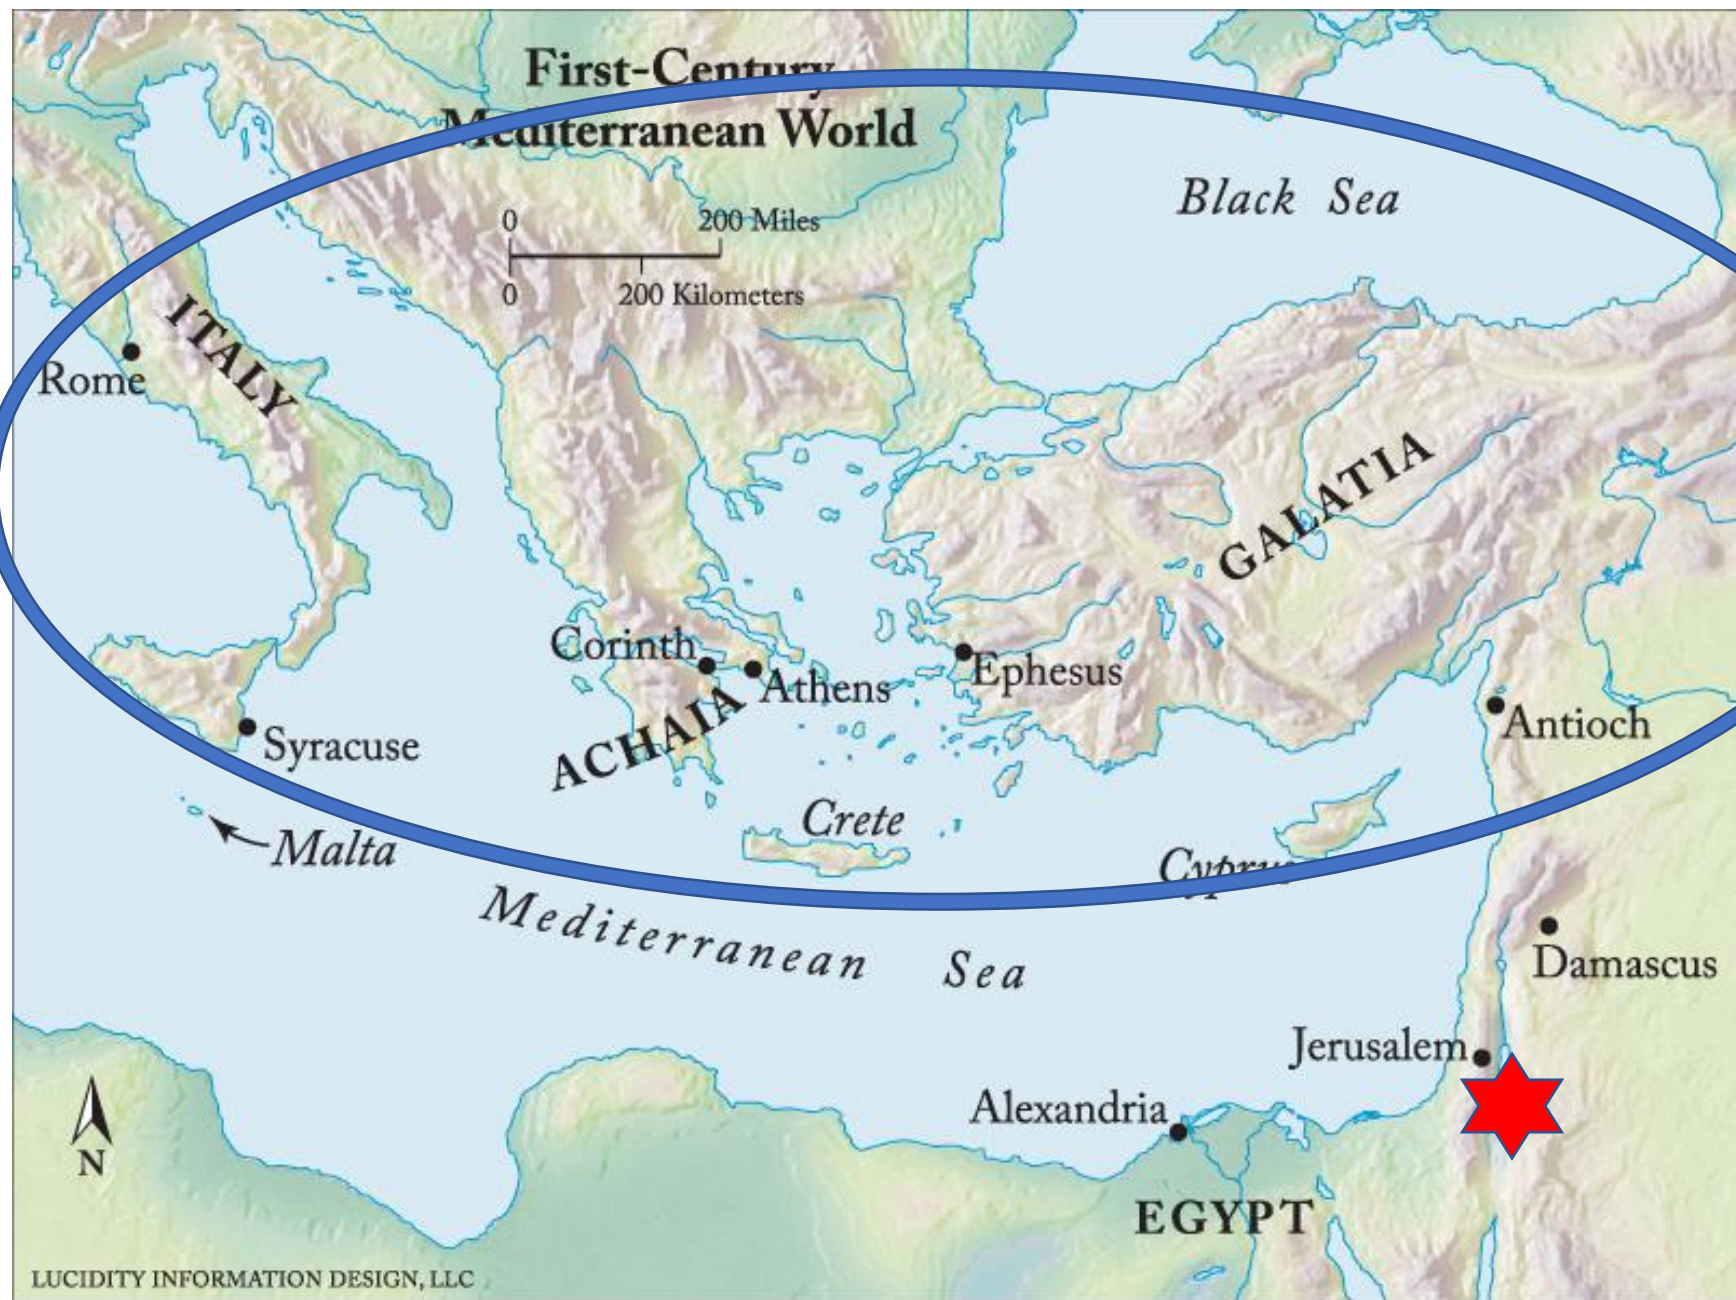 First-Century
Mediterranean World
Black Sea
0 200 Miles
0 200 Kilometers
ITALY
Rome
GALATIA
Corinth
Athens
Ephesus
ACHAIA
Antioch
Syracuse
Crete
Malta
Cyprus
Mediterranean Sea
Damascus
Jerusalem
Alexandria
N
EGYPT
LUCIDITY INFORMATION DESIGN, LLC